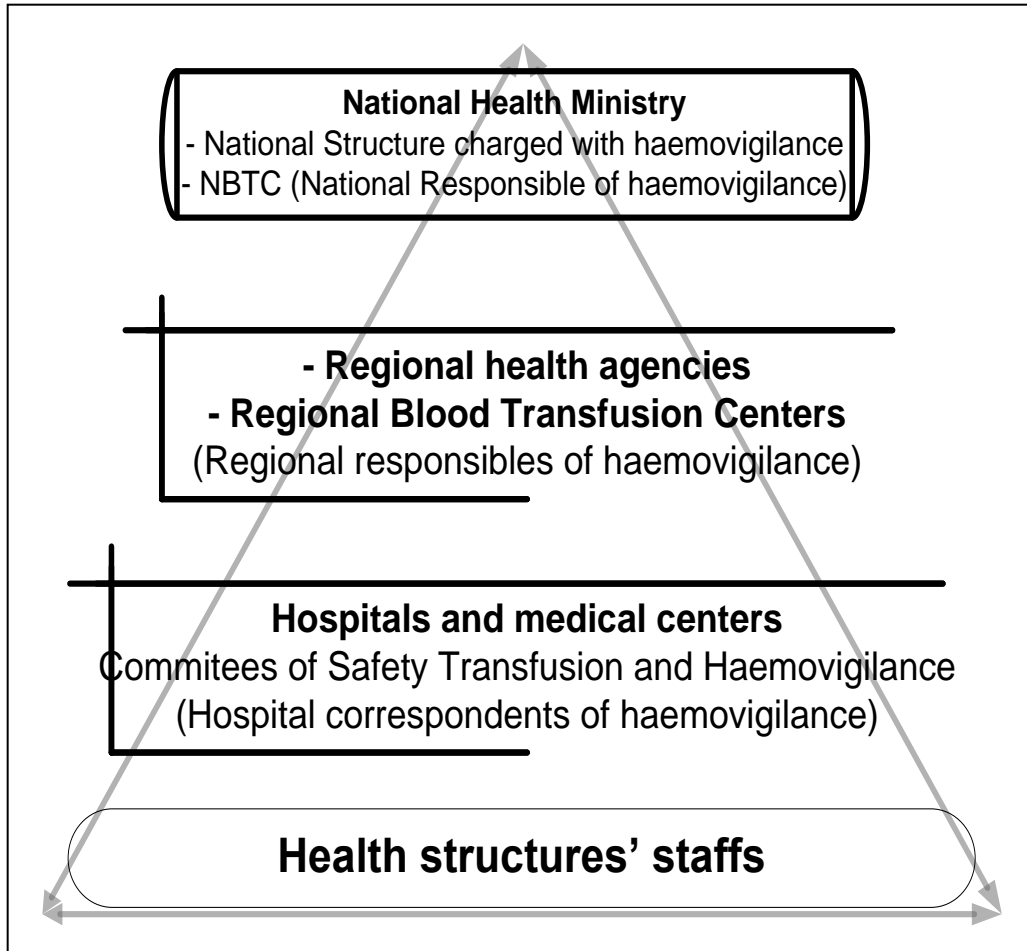 National Health Ministry
- National Structure charged with haemovigilance
- NBTC (National Responsible of haemovigilance)
- Regional health agencies
- Regional Blood Transfusion Centers
(Regional responsibles of haemovigilance)
Hospitals and medical centers
Commitees of Safety Transfusion and Haemovigilance
(Hospital correspondents of haemovigilance)
Health structures’ staffs